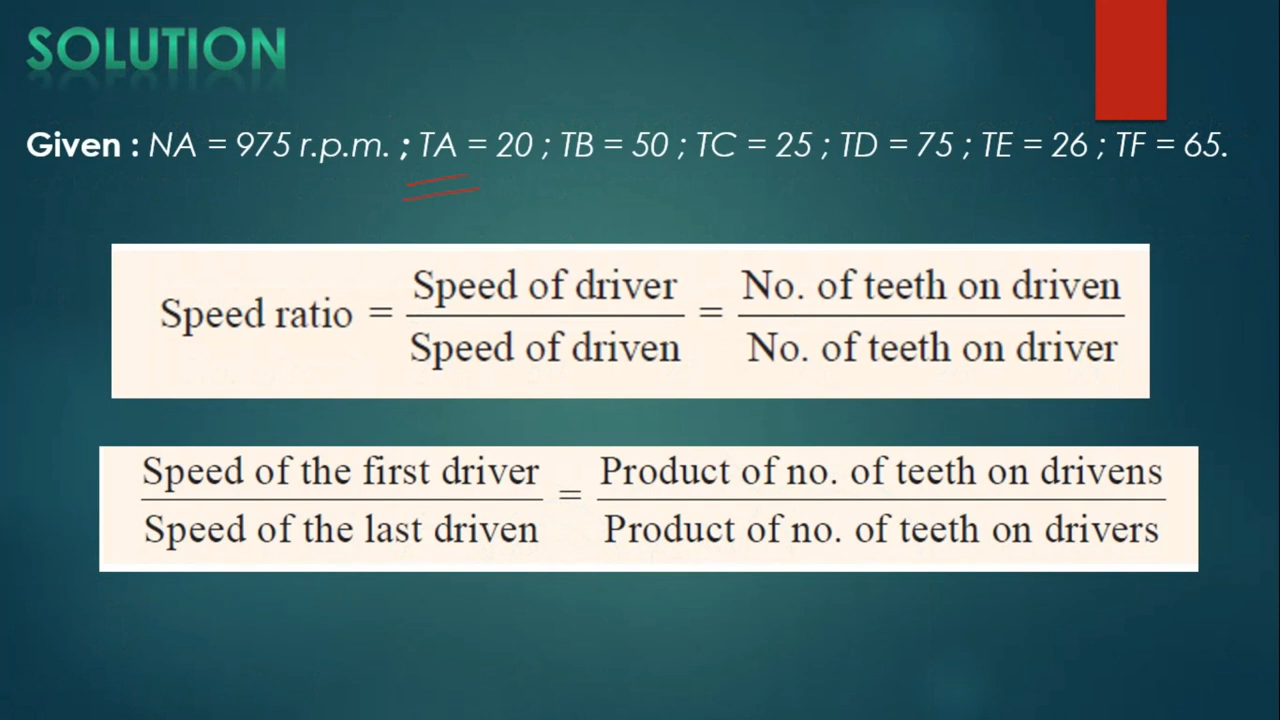 SOLUTION
Given : NA = 975 r.p.m. ; TA = 20 ; TB = 50 ; TC = 25 ; TD = 75 ; TE = 26 ; TF = 65.
Speed ratio = Speed of driver / Speed of driven = No. of teeth on driven / No. of teeth on driver
Speed of the first driver / Speed of the last driven = Product of no. of teeth on drivens / Product of no. of teeth on drivers